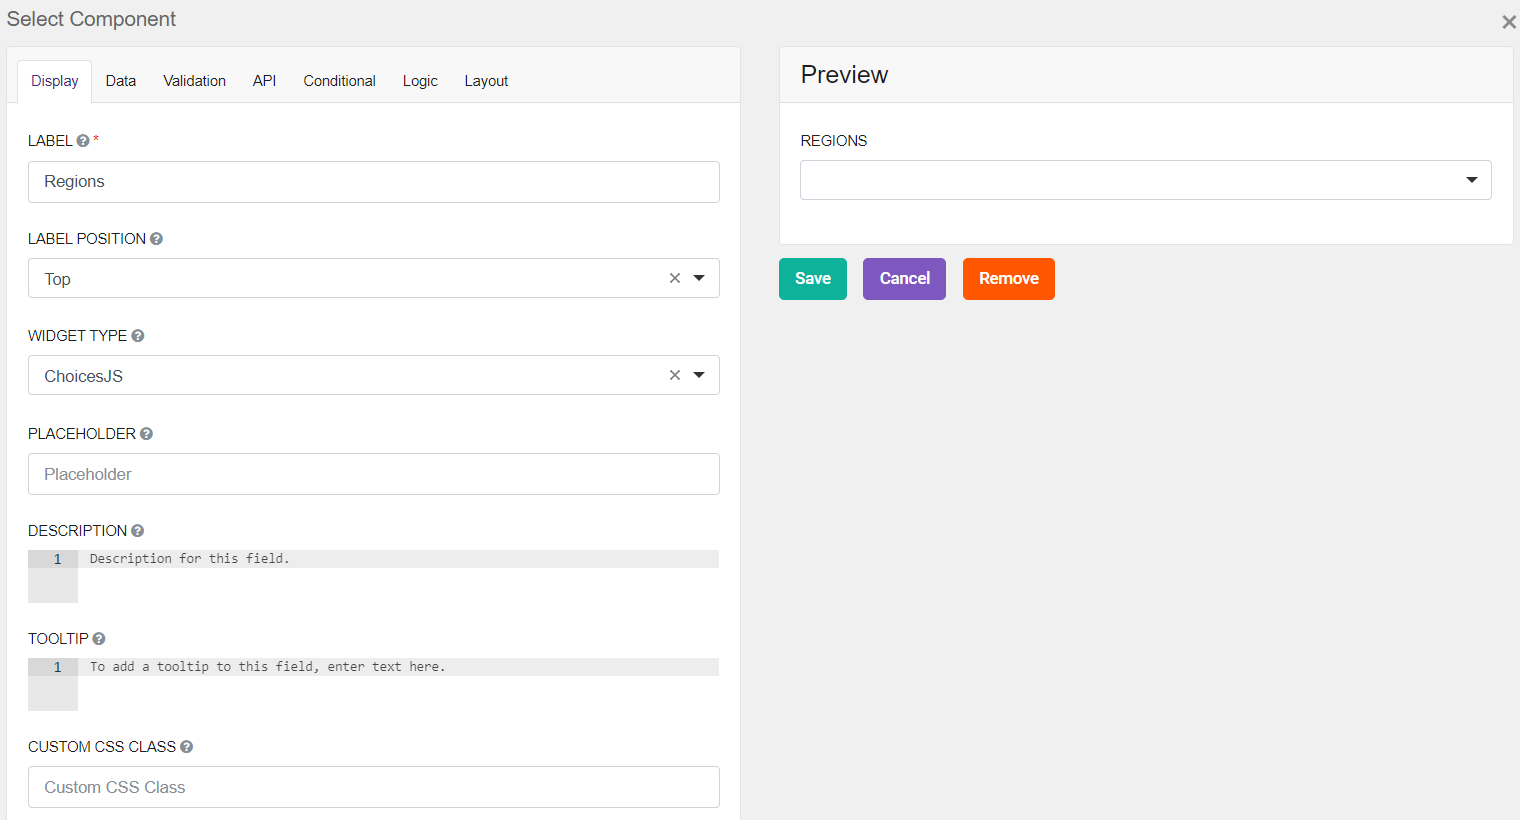 Select Component
Display Data Validation API Conditional Logic Layout
LABEL *
Regions
LABEL POSITION
Top
WIDGET TYPE
ChoicesJS
PLACEHOLDER
Placeholder
DESCRIPTION
1 Description for this field.
TOOLTIP
1 To add a tooltip to this field, enter text here.
CUSTOM CSS CLASS
Custom CSS Class
Preview
REGIONS
Save Cancel Remove